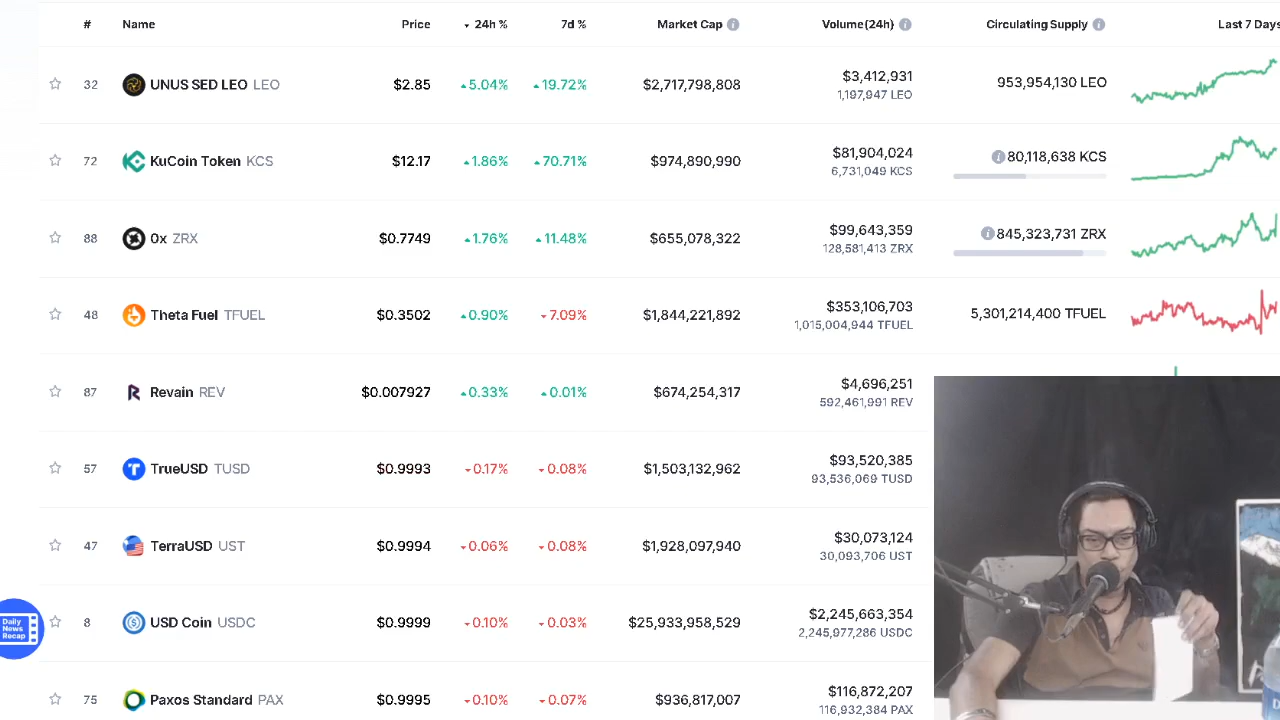 # Name Price 24h % 7d % Market Cap Volume(24h) Circulating Supply Last 7 Days
32 UNUS SED LEO LEO $2.85 5.04% 19.72% $2,717,798,808 $3,412,931 953,954,130 LEO
1,197,947 LEO
72 KuCoin Token KCS $12.17 1.86% 70.71% $974,890,990 $81,904,024 80,118,638 KCS
6,731,049 KCS
88 0x ZRX $0.7749 1.76% 11.48% $655,078,322 $99,643,359 845,323,731 ZRX
128,581,413 ZRX
48 Theta Fuel TFUEL $0.3502 0.90% 7.09% $1,844,221,892 $353,106,703 5,301,214,400 TFUEL
1,015,004,944 TFUEL
87 Revain REV $0.007927 0.33% 0.01% $674,254,317 $4,696,251
592,461,991 REV
57 TrueUSD TUSD $0.9993 0.17% 0.08% $1,503,132,962 $93,520,385
93,536,069 TUSD
47 TerraUSD UST $0.9994 0.06% 0.08% $1,928,097,940 $30,073,124
30,093,706 UST
Daily
News
Recap
8 USD Coin USDC $0.9999 0.10% 0.03% $25,933,958,529 $2,245,663,354
2,245,977,286 USDC
75 Paxos Standard PAX $0.9995 0.10% 0.07% $936,817,007 $116,872,207
116,932,384 PAX